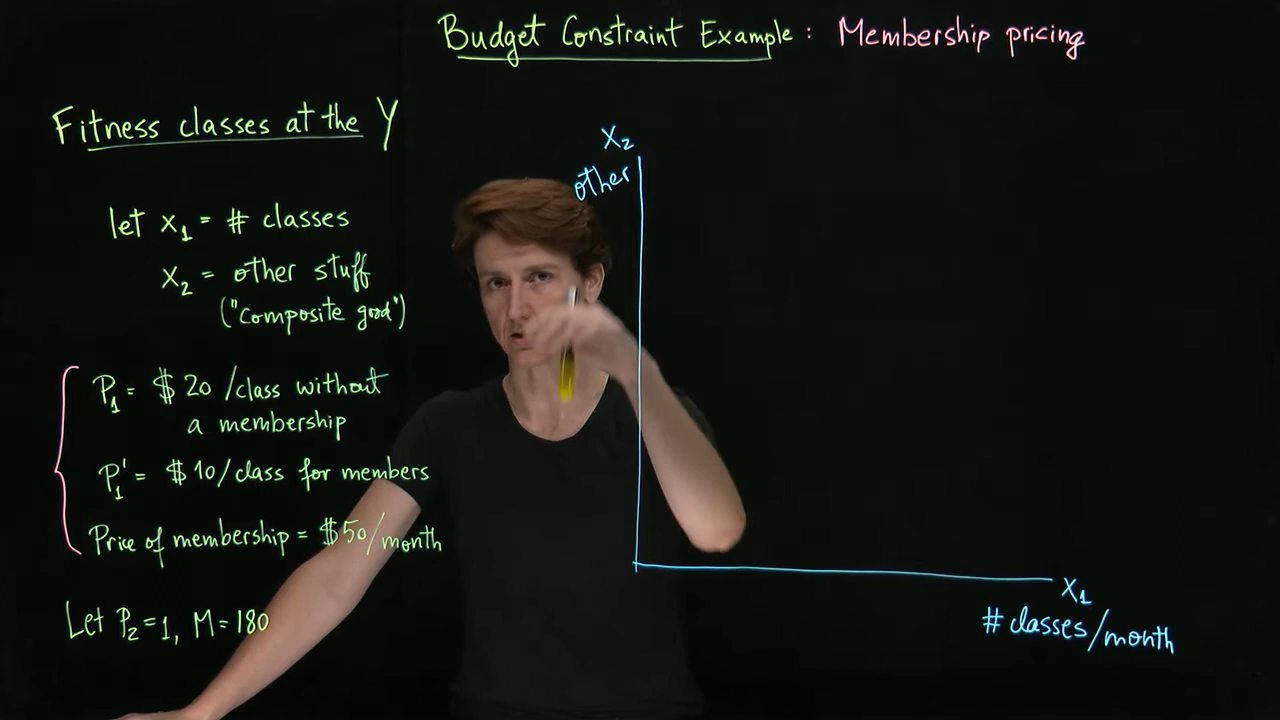 Budget Constraint Example: Membership pricing
Fitness classes at the Y
let x₁ = # classes
x₂ = other stuff
("composite good")
P₁ = $20/class without
a membership
P₁' = $10/class for members
Price of membership = $50/month
Let P₂=1, M=180
x₂
other
x₁
# classes/month